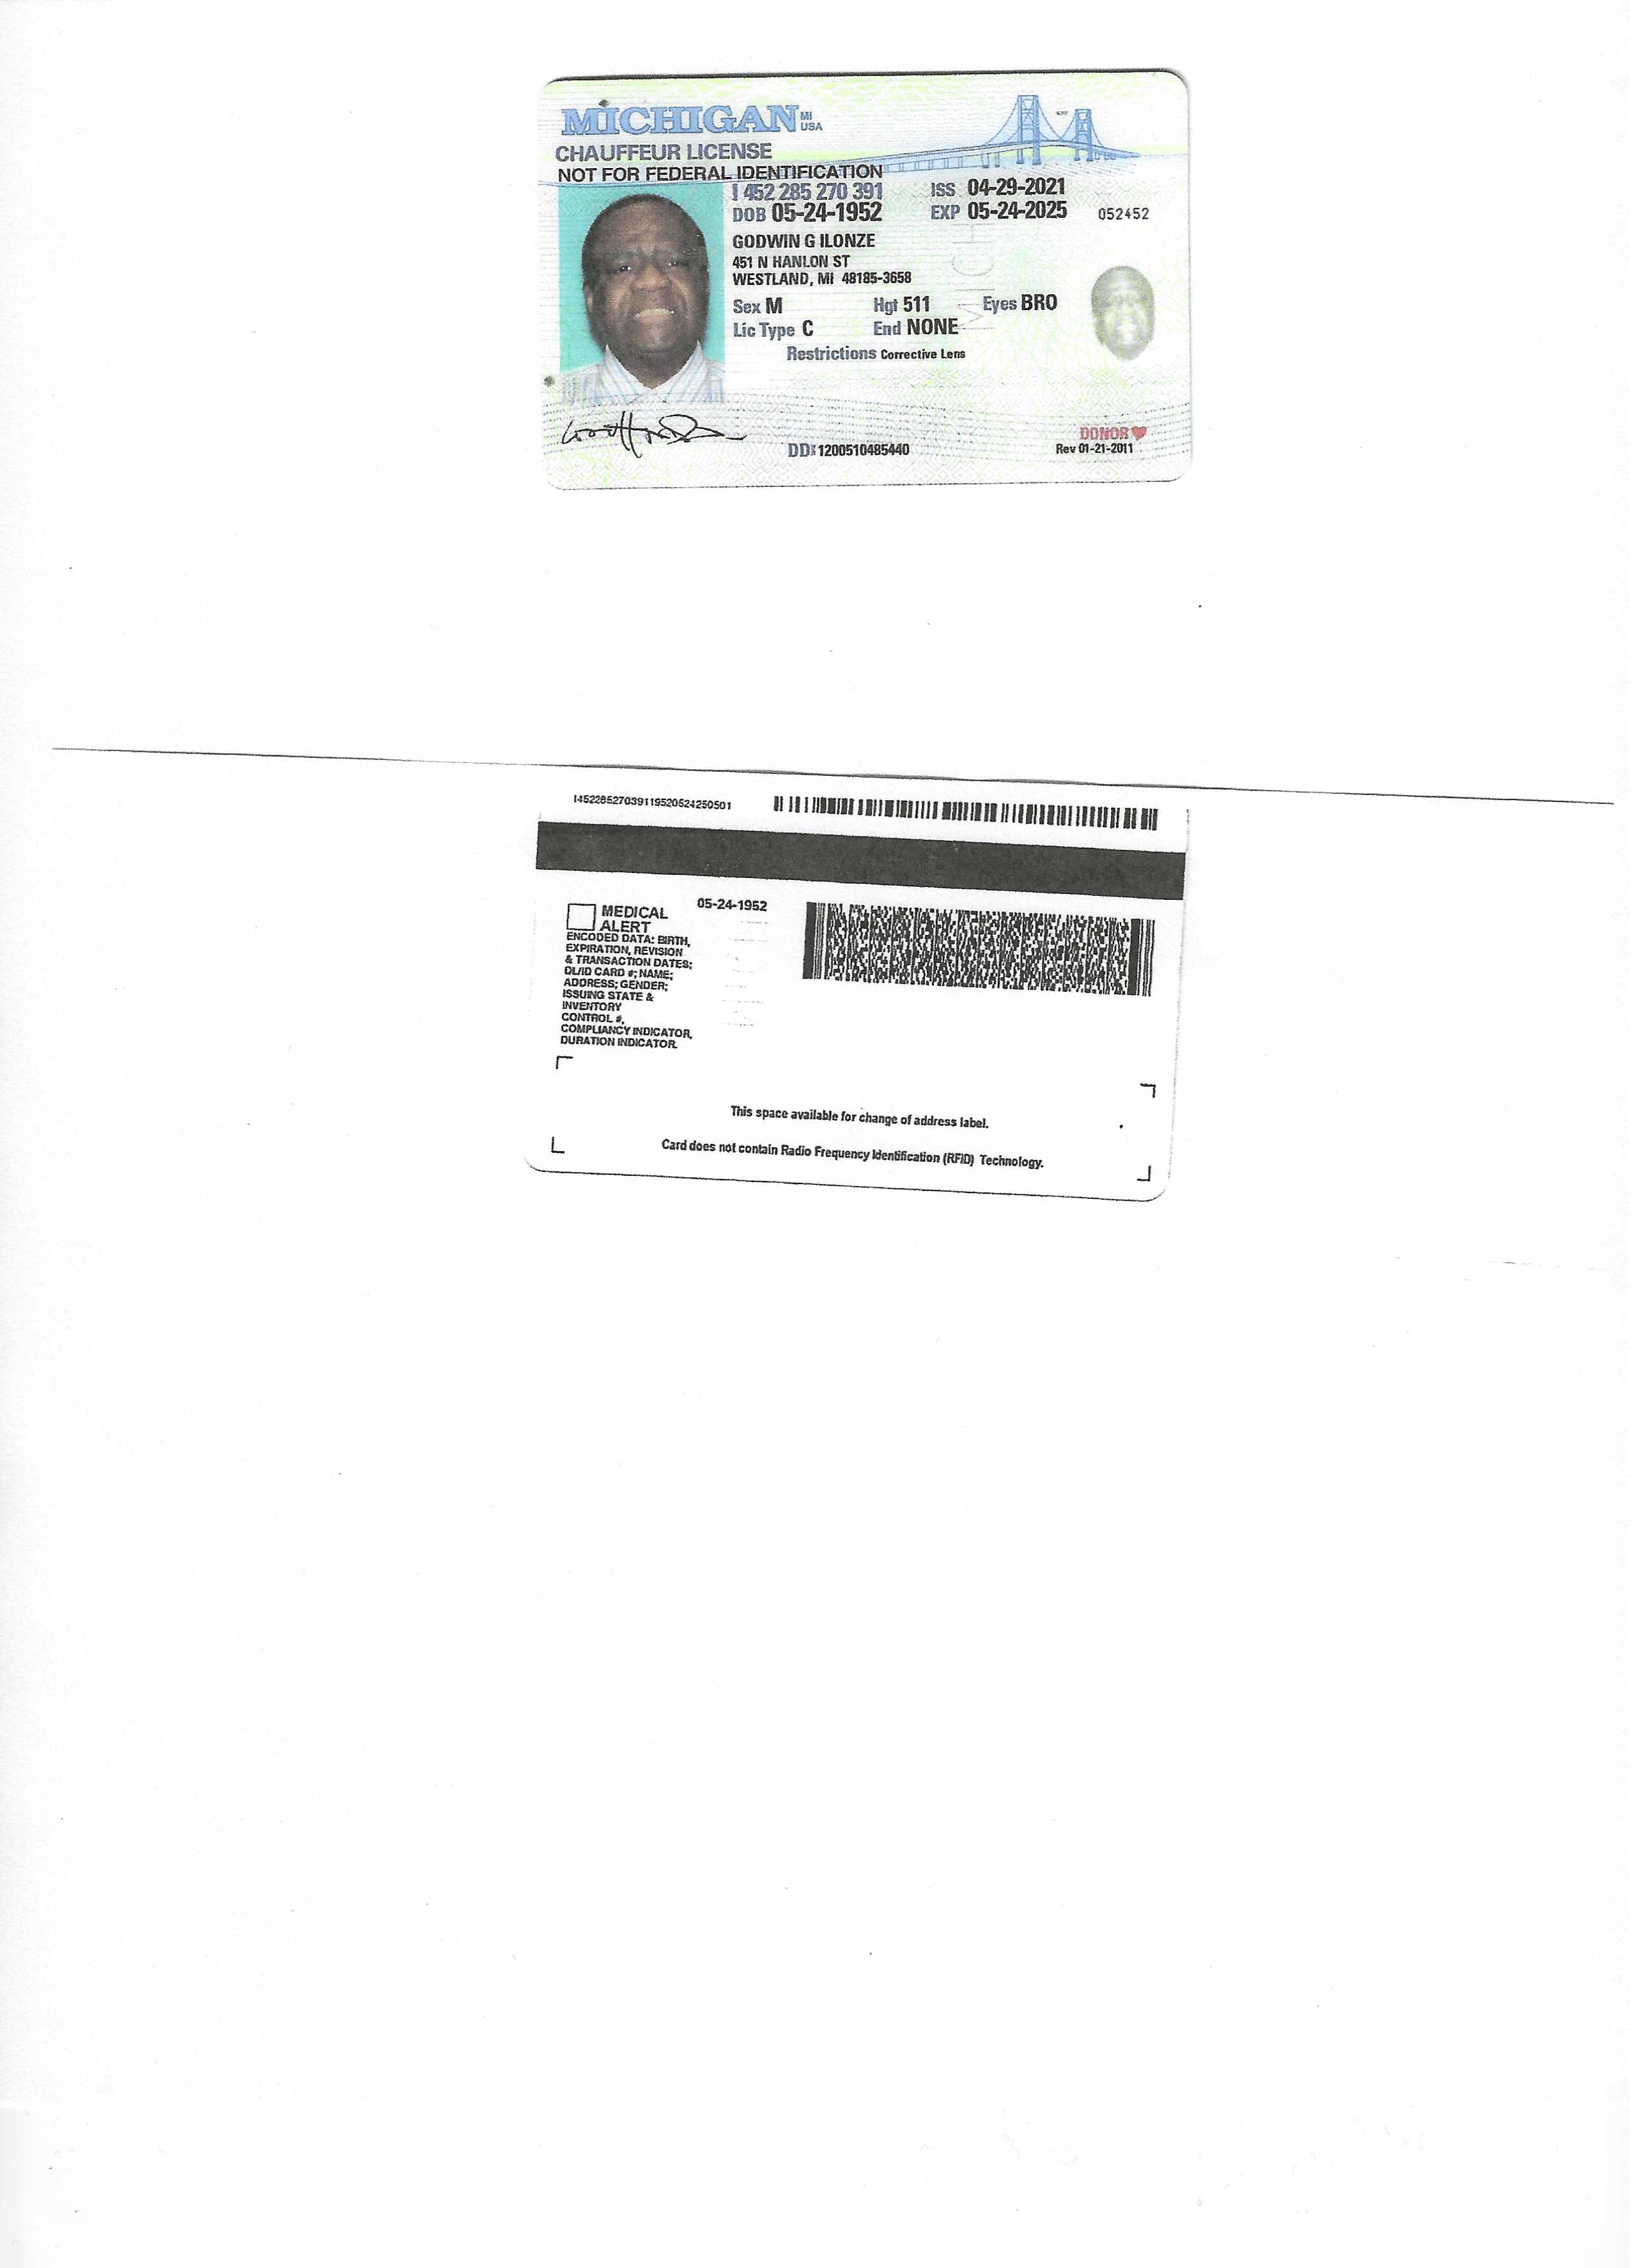 MICHIGAN MI USA
CHAUFFEUR LICENSE
NOT FOR FEDERAL IDENTIFICATION
I 452 285 270 391 ISS 04-29-2021
DOB 05-24-1952 EXP 05-24-2025 052452
GODWIN G ILONZE
451 N HANLON ST
WESTLAND, MI 48185-3658
Sex M Hgt 511 Eyes BRO
Lic Type C End NONE
Restrictions Corrective Lens
DONOR
DD 1200510485440 Rev 01-21-2011
I45228527039119520524250501
MEDICAL 05-24-1952
ALERT
ENCODED DATA: BIRTH,
EXPIRATION, REVISION
& TRANSACTION DATES;
DL/ID CARD #; NAME;
ADDRESS; GENDER;
ISSUING STATE &
INVENTORY
CONTROL #,
COMPLIANCY INDICATOR,
DURATION INDICATOR.
This space available for change of address label.
Card does not contain Radio Frequency Identification (RFID) Technology.